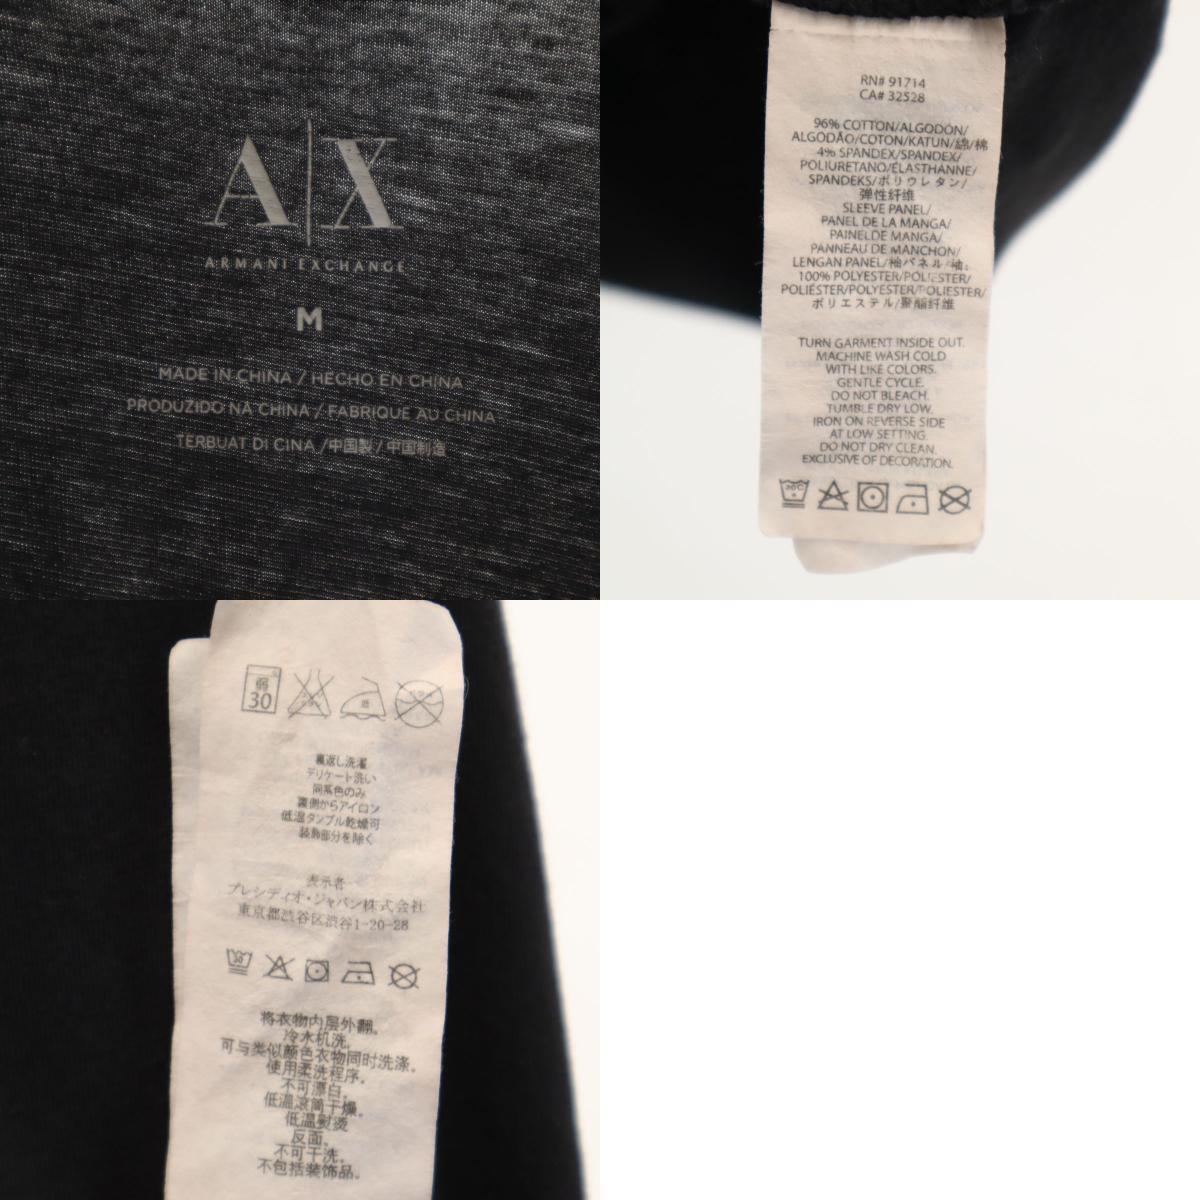 A|X
ARMANI EXCHANGE
M
MADE IN CHINA / HECHO EN CHINA
PRODUZIDO NA CHINA / FABRIQUE AU CHINA
TERBUAT DI CINA /中国製/ 中国制造
RN# 91714
CA# 32528
96% COTTON/ALGODÓN/
ALGODÃO/COTON/KATUN/綿/棉
4% SPANDEX/SPANDEX/
POLIURETANO/ÉLASTHANNE/
SPANDEKS/ポリウレタン/
弹性纤维
SLEEVE PANEL/
PANEL DE LA MANGA/
PAINELDE MANGA/
PANNEAU DE MANCHON/
LENGAN PANEL/袖パネル/袖:
100% POLYESTER/POLIESTER/
POLIÉSTER/POLYESTER/POLIESTER/
ポリエステル/聚酯纤维
TURN GARMENT INSIDE OUT.
MACHINE WASH COLD
WITH LIKE COLORS.
GENTLE CYCLE.
DO NOT BLEACH.
TUMBLE DRY LOW.
IRON ON REVERSE SIDE
AT LOW SETTING.
DO NOT DRY CLEAN.
EXCLUSIVE OF DECORATION.
30C
弱
30
低
裏返し洗濯
デリケート洗い
同系色のみ
裏側からアイロン
低温タンブル乾燥可
装飾部分を除く
表示者
プレシディオ・ジャパン株式会社
東京都渋谷区渋谷1-20-28
30
将衣物内层外翻。
冷水机洗,
可与类似颜色衣物同时洗涤。
使用柔洗程序。
不可漂白。
低温滚筒干燥。
低温熨烫
反面。
不可干洗。
不包括装饰品。